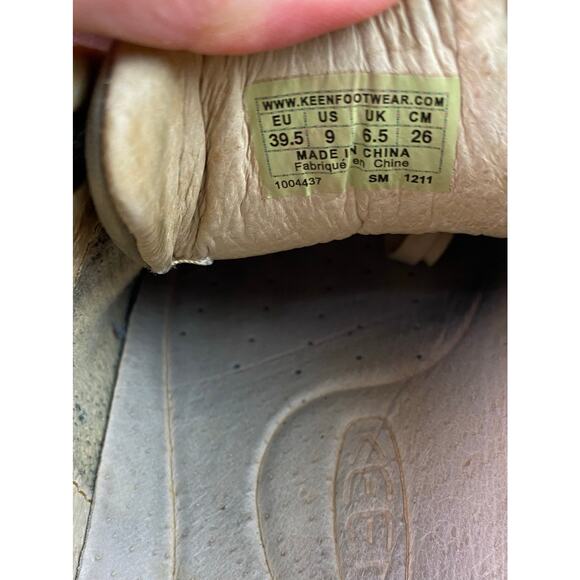 WWW.KEENFOOTWEAR.COM
EU US UK CM
39.5 9 6.5 26
MADE IN CHINA
Fabriqué en Chine
1004437 SM 1211
KEEN